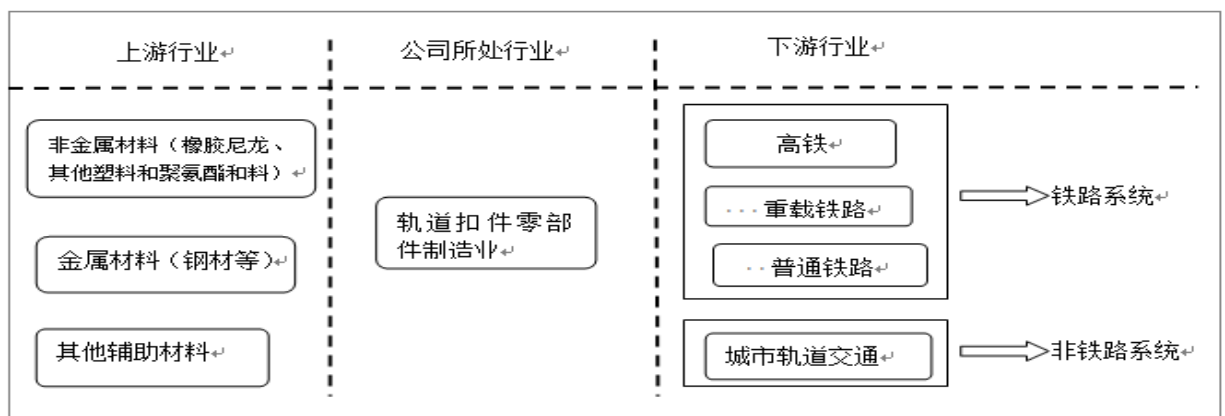 上游行业
公司所处行业
下游行业
非金属材料（橡胶尼龙、
其他塑料和聚氨酯和料）
金属材料（钢材等）
其他辅助材料
轨道扣件零部
件制造业
高铁
重载铁路
普通铁路
铁路系统
城市轨道交通
非铁路系统